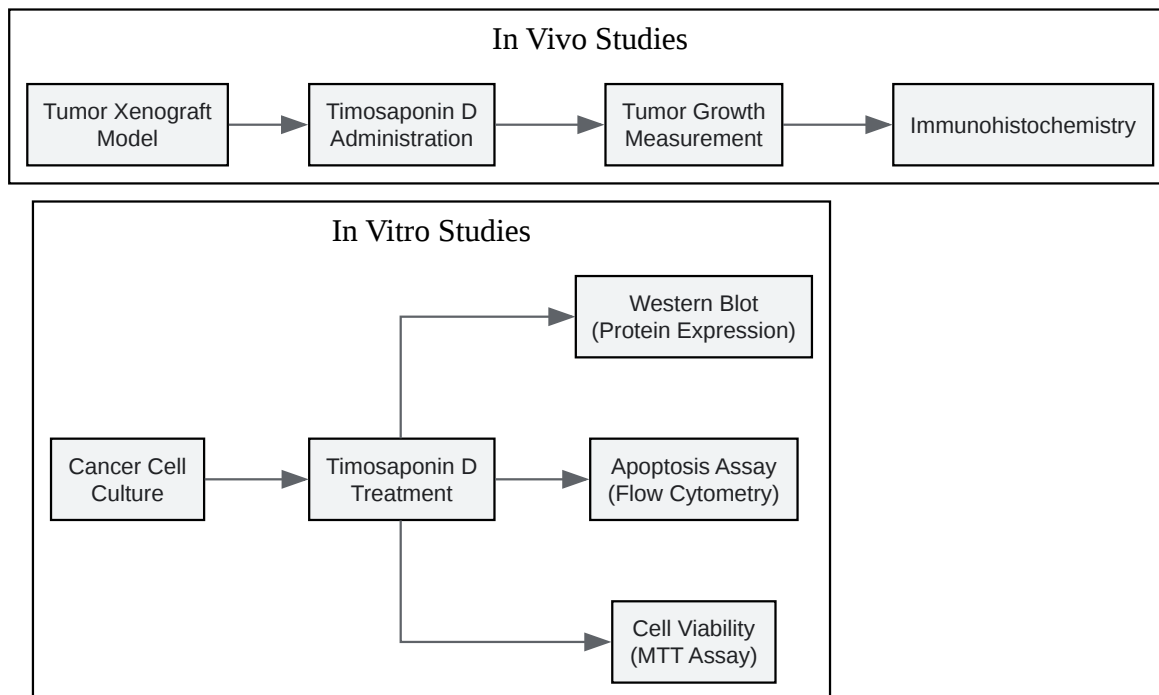 In Vivo Studies
Tumor Xenograft
Model
Timosaponin D
Administration
Tumor Growth
Measurement
Immunohistochemistry
In Vitro Studies
Western Blot
(Protein Expression)
Cancer Cell
Culture
Timosaponin D
Treatment
Apoptosis Assay
(Flow Cytometry)
Cell Viability
(MTT Assay)